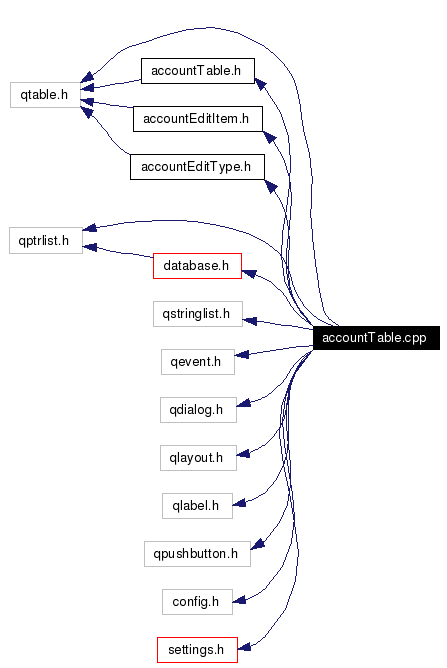 accountTable.h
qtable.h
accountEditItem.h
accountEditType.h
qptrlist.h
database.h
qstringlist.h
accountTable.cpp
qevent.h
qdialog.h
qlayout.h
qlabel.h
qpushbutton.h
config.h
settings.h